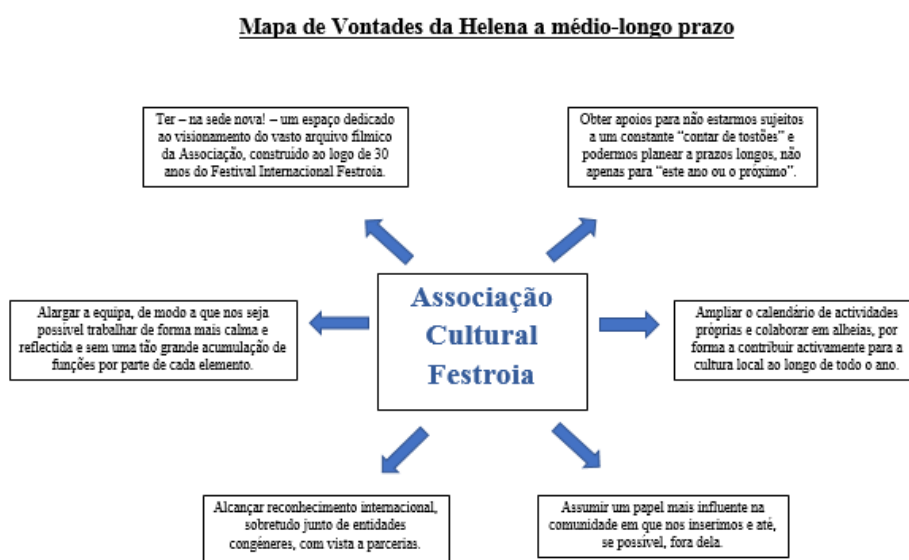 Mapa de Vontades da Helena a médio-longo prazo
Ter – na sede nova! – um espaço dedicado
ao visionamento do vasto arquivo fílmico
da Associação, construído ao logo de 30
anos do Festival Internacional Festroia.
Obter apoios para não estarmos sujeitos
a um constante “contar de tostões” e
podermos planear a prazos longos, não
apenas para “este ano ou o próximo”.
Alargar a equipa, de modo a que nos seja
possível trabalhar de forma mais calma e
reflectida e sem uma tão grande acumulação de
funções por parte de cada elemento.
Associação
Cultural
Festroia
Ampliar o calendário de actividades
próprias e colaborar em alheias, por
forma a contribuir activamente para a
cultura local ao longo de todo o ano.
Alcançar reconhecimento internacional,
sobretudo junto de entidades
congéneres, com vista a parcerias.
Assumir um papel mais influente na
comunidade em que nos inserimos e até,
se possível, fora dela.